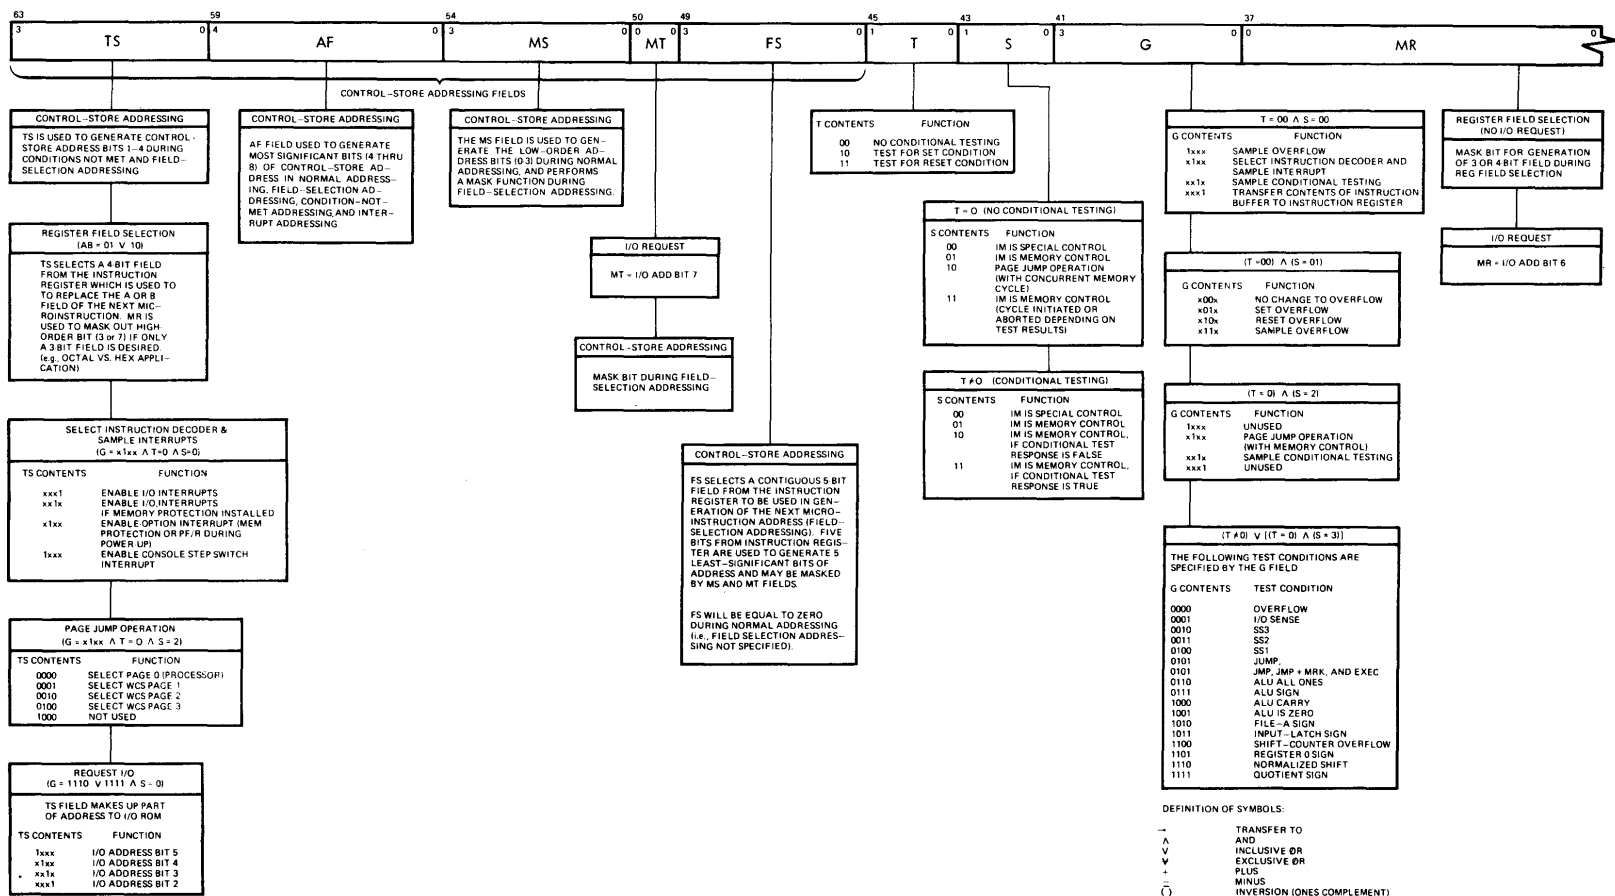 63 59 54 50 49 45 43 41 37
3 0 4 0 3 0 0 0 3 0 1 0 1 0 3 0 0 0
TS AF MS MT FS T S G MR
CONTROL–STORE ADDRESSING FIELDS
CONTROL–STORE ADDRESSING
TS IS USED TO GENERATE CONTROL-
STORE ADDRESS BITS 1–4 DURING
CONDITIONS NOT MET AND FIELD-
SELECTION ADDRESSING
REGISTER FIELD SELECTION
(AB = 01 V 10)
TS SELECTS A 4-BIT FIELD
FROM THE INSTRUCTION
REGISTER WHICH IS USED TO
TO REPLACE THE A OR B
FIELD OF THE NEXT MIC-
ROINSTRUCTION. MR IS
USED TO MASK OUT HIGH-
ORDER BIT (3 or 7) IF ONLY
A 3-BIT FIELD IS DESIRED.
(e.g., OCTAL VS. HEX APPLI-
CATION)
SELECT INSTRUCTION DECODER &
SAMPLE INTERRUPTS
(G = x1xx Λ T=0 Λ S=0)
TS CONTENTS FUNCTION
xxx1 ENABLE I/O INTERRUPTS
xx1x ENABLE I/O INTERRUPTS
IF MEMORY PROTECTION INSTALLED
x1xx ENABLE OPTION INTERRUPT (MEM
PROTECTION OR PF/R DURING
POWER-UP)
1xxx ENABLE CONSOLE STEP SWITCH
INTERRUPT
PAGE JUMP OPERATION
(G = x1xx Λ T = 0 Λ S = 2)
TS CONTENTS FUNCTION
0000 SELECT PAGE 0 (PROCESSOR)
0001 SELECT WCS PAGE 1
0010 SELECT WCS PAGE 2
0100 SELECT WCS PAGE 3
1000 NOT USED
REQUEST I/O
(G = 1110 V 1111 Λ S = 0)
TS FIELD MAKES UP PART
OF ADDRESS TO I/O ROM
TS CONTENTS FUNCTION
1xxx I/O ADDRESS BIT 5
x1xx I/O ADDRESS BIT 4
xx1x I/O ADDRESS BIT 3
xxx1 I/O ADDRESS BIT 2
CONTROL–STORE ADDRESSING
AF FIELD USED TO GENERATE
MOST SIGNIFICANT BITS (4 THRU
8) OF CONTROL-STORE AD-
DRESS IN NORMAL ADDRESS-
ING, FIELD-SELECTION AD-
DRESSING, CONDITION-NOT-
MET ADDRESSING, AND INTER-
RUPT ADDRESSING.
CONTROL–STORE ADDRESSING
THE MS FIELD IS USED TO GEN-
ERATE THE LOW-ORDER AD-
DRESS BITS (0-3) DURING NORMAL
ADDRESSING, AND PERFORMS
A MASK FUNCTION DURING
FIELD-SELECTION ADDRESSING.
I/O REQUEST
MT = I/O ADD BIT 7
CONTROL-STORE ADDRESSING
MASK BIT DURING FIELD–
SELECTION ADDRESSING
CONTROL–STORE ADDRESSING
FS SELECTS A CONTIGUOUS 5-BIT
FIELD FROM THE INSTRUCTION
REGISTER TO BE USED IN GEN-
ERATION OF THE NEXT MICRO-
INSTRUCTION ADDRESS (FIELD-
SELECTION ADDRESSING). FIVE
BITS FROM INSTRUCTION REGIS-
TER ARE USED TO GENERATE 5
LEAST–SIGNIFICANT BITS OF
ADDRESS AND MAY BE MASKED
BY MS AND MT FIELDS.
FS WILL BE EQUAL TO ZERO
DURING NORMAL ADDRESSING
(i.e., FIELD SELECTION ADDRES-
SING NOT SPECIFIED).
T CONTENTS FUNCTION
00 NO CONDITIONAL TESTING
10 TEST FOR SET CONDITION
11 TEST FOR RESET CONDITION
T = O (NO CONDITIONAL TESTING)
S CONTENTS FUNCTION
00 IM IS SPECIAL CONTROL
01 IM IS MEMORY CONTROL
10 PAGE JUMP OPERATION
(WITH CONCURRENT MEMORY
CYCLE)
11 IM IS MEMORY CONTROL
(CYCLE INITIATED OR
ABORTED DEPENDING ON
TEST RESULTS)
T ≠ O (CONDITIONAL TESTING)
S CONTENTS FUNCTION
00 IM IS SPECIAL CONTROL
01 IM IS MEMORY CONTROL
10 IM IS MEMORY CONTROL,
IF CONDITIONAL TEST
RESPONSE IS FALSE
11 IM IS MEMORY CONTROL,
IF CONDITIONAL TEST
RESPONSE IS TRUE
T = 00 Λ S = 00
G CONTENTS FUNCTION
1xxx SAMPLE OVERFLOW
x1xx SELECT INSTRUCTION DECODER AND
SAMPLE INTERRUPT
xx1x SAMPLE CONDITIONAL TESTING
xxx1 TRANSFER CONTENTS OF INSTRUCTION
BUFFER TO INSTRUCTION REGISTER
(T =00) Λ (S = 01)
G CONTENTS FUNCTION
x00x NO CHANGE TO OVERFLOW
x01x SET OVERFLOW
x10x RESET OVERFLOW
x11x SAMPLE OVERFLOW
(T = 0) Λ (S = 2)
G CONTENTS FUNCTION
1xxx UNUSED
x1xx PAGE JUMP OPERATION
(WITH MEMORY CONTROL)
xx1x SAMPLE CONDITIONAL TESTING
xxx1 UNUSED
(T ≠ 0) V [(T = 0) Λ (S = 3)]
THE FOLLOWING TEST CONDITIONS ARE
SPECIFIED BY THE G FIELD
G CONTENTS TEST CONDITION
0000 OVERFLOW
0001 I/O SENSE
0010 SS3
0011 SS2
0100 SS1
0101 JUMP,
0101 JMP, JMP + MRK, AND EXEC
0110 ALU ALL ONES
0111 ALU SIGN
1000 ALU CARRY
1001 ALU IS ZERO
1010 FILE–A SIGN
1011 INPUT–LATCH SIGN
1100 SHIFT–COUNTER OVERFLOW
1101 REGISTER 0 SIGN
1110 NORMALIZED SHIFT
1111 QUOTIENT SIGN
REGISTER FIELD SELECTION
(NO I/O REQUEST)
MASK BIT FOR GENERATION
OF 3 OR 4-BIT FIELD DURING
REG FIELD SELECTION
I/O REQUEST
MR = I/O ADD BIT 6
DEFINITION OF SYMBOLS:
→ TRANSFER TO
Λ AND
V INCLUSIVE ØR
¥ EXCLUSIVE ØR
+ PLUS
– MINUS
(‾) INVERSION (ONES COMPLEMENT)